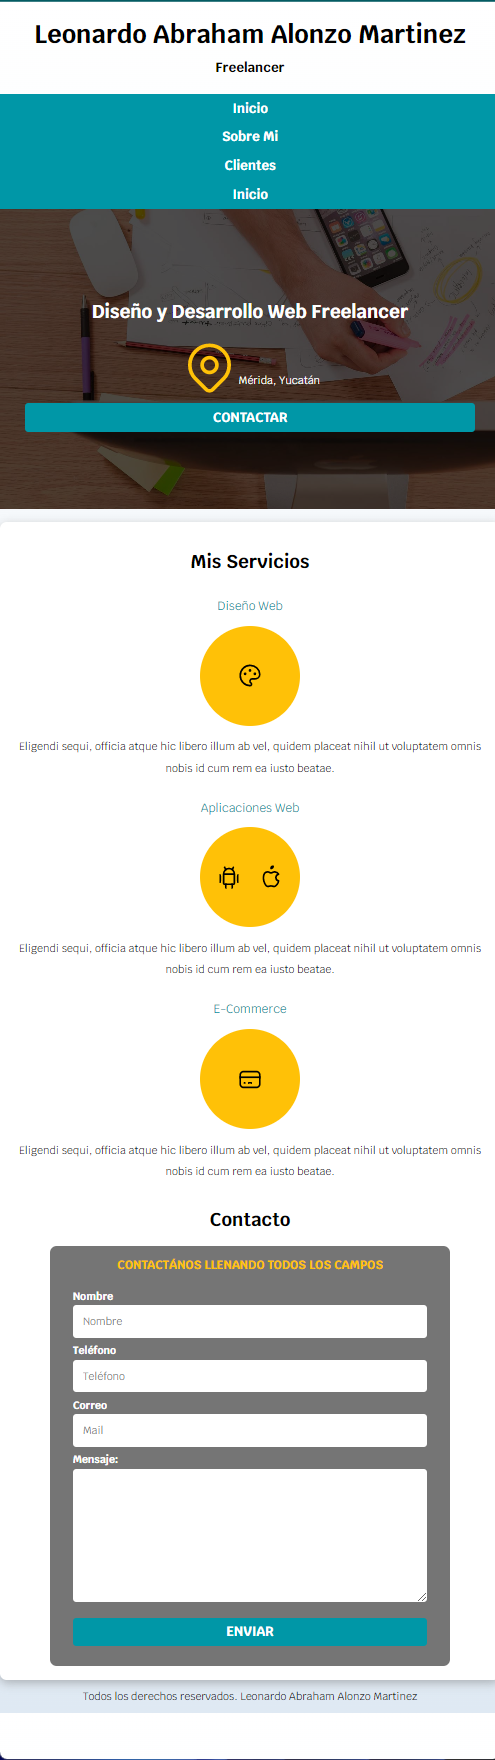 Leonardo Abraham Alonzo Martinez
Freelancer
Inicio
Sobre Mi
Clientes
Inicio
Diseño y Desarrollo Web Freelancer
Mérida, Yucatán
CONTACTAR
Mis Servicios
Diseño Web
Eligendi sequi, officia atque hic libero illum ab vel, quidem placeat nihil ut voluptatem omnis
nobis id cum rem ea iusto beatae.
Aplicaciones Web
Eligendi sequi, officia atque hic libero illum ab vel, quidem placeat nihil ut voluptatem omnis
nobis id cum rem ea iusto beatae.
E-Commerce
Eligendi sequi, officia atque hic libero illum ab vel, quidem placeat nihil ut voluptatem omnis
nobis id cum rem ea iusto beatae.
Contacto
CONTACTÁNOS LLENANDO TODOS LOS CAMPOS
Nombre
Nombre
Teléfono
Teléfono
Correo
Mail
Mensaje:
ENVIAR
Todos los derechos reservados. Leonardo Abraham Alonzo Martinez